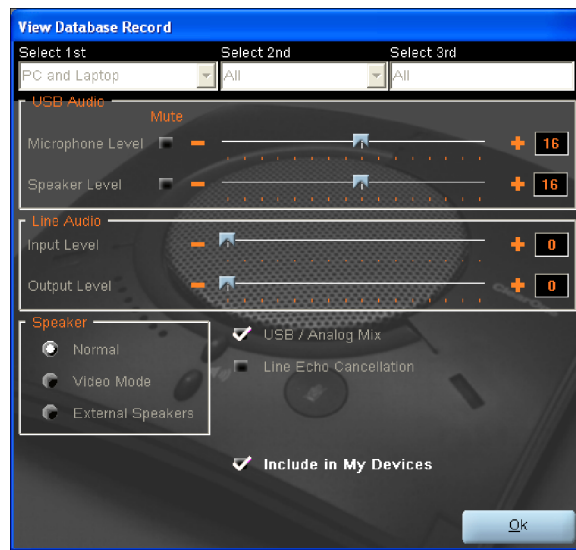 View Database Record
Select 1st Select 2nd Select 3rd
PC and Laptop All All
USB Audio
Mute
Microphone Level 16
Speaker Level 16
Line Audio
Input Level 0
Output Level 0
Speaker
Normal
Video Mode
External Speakers
USB / Analog Mix
Line Echo Cancellation
Include in My Devices
Ok